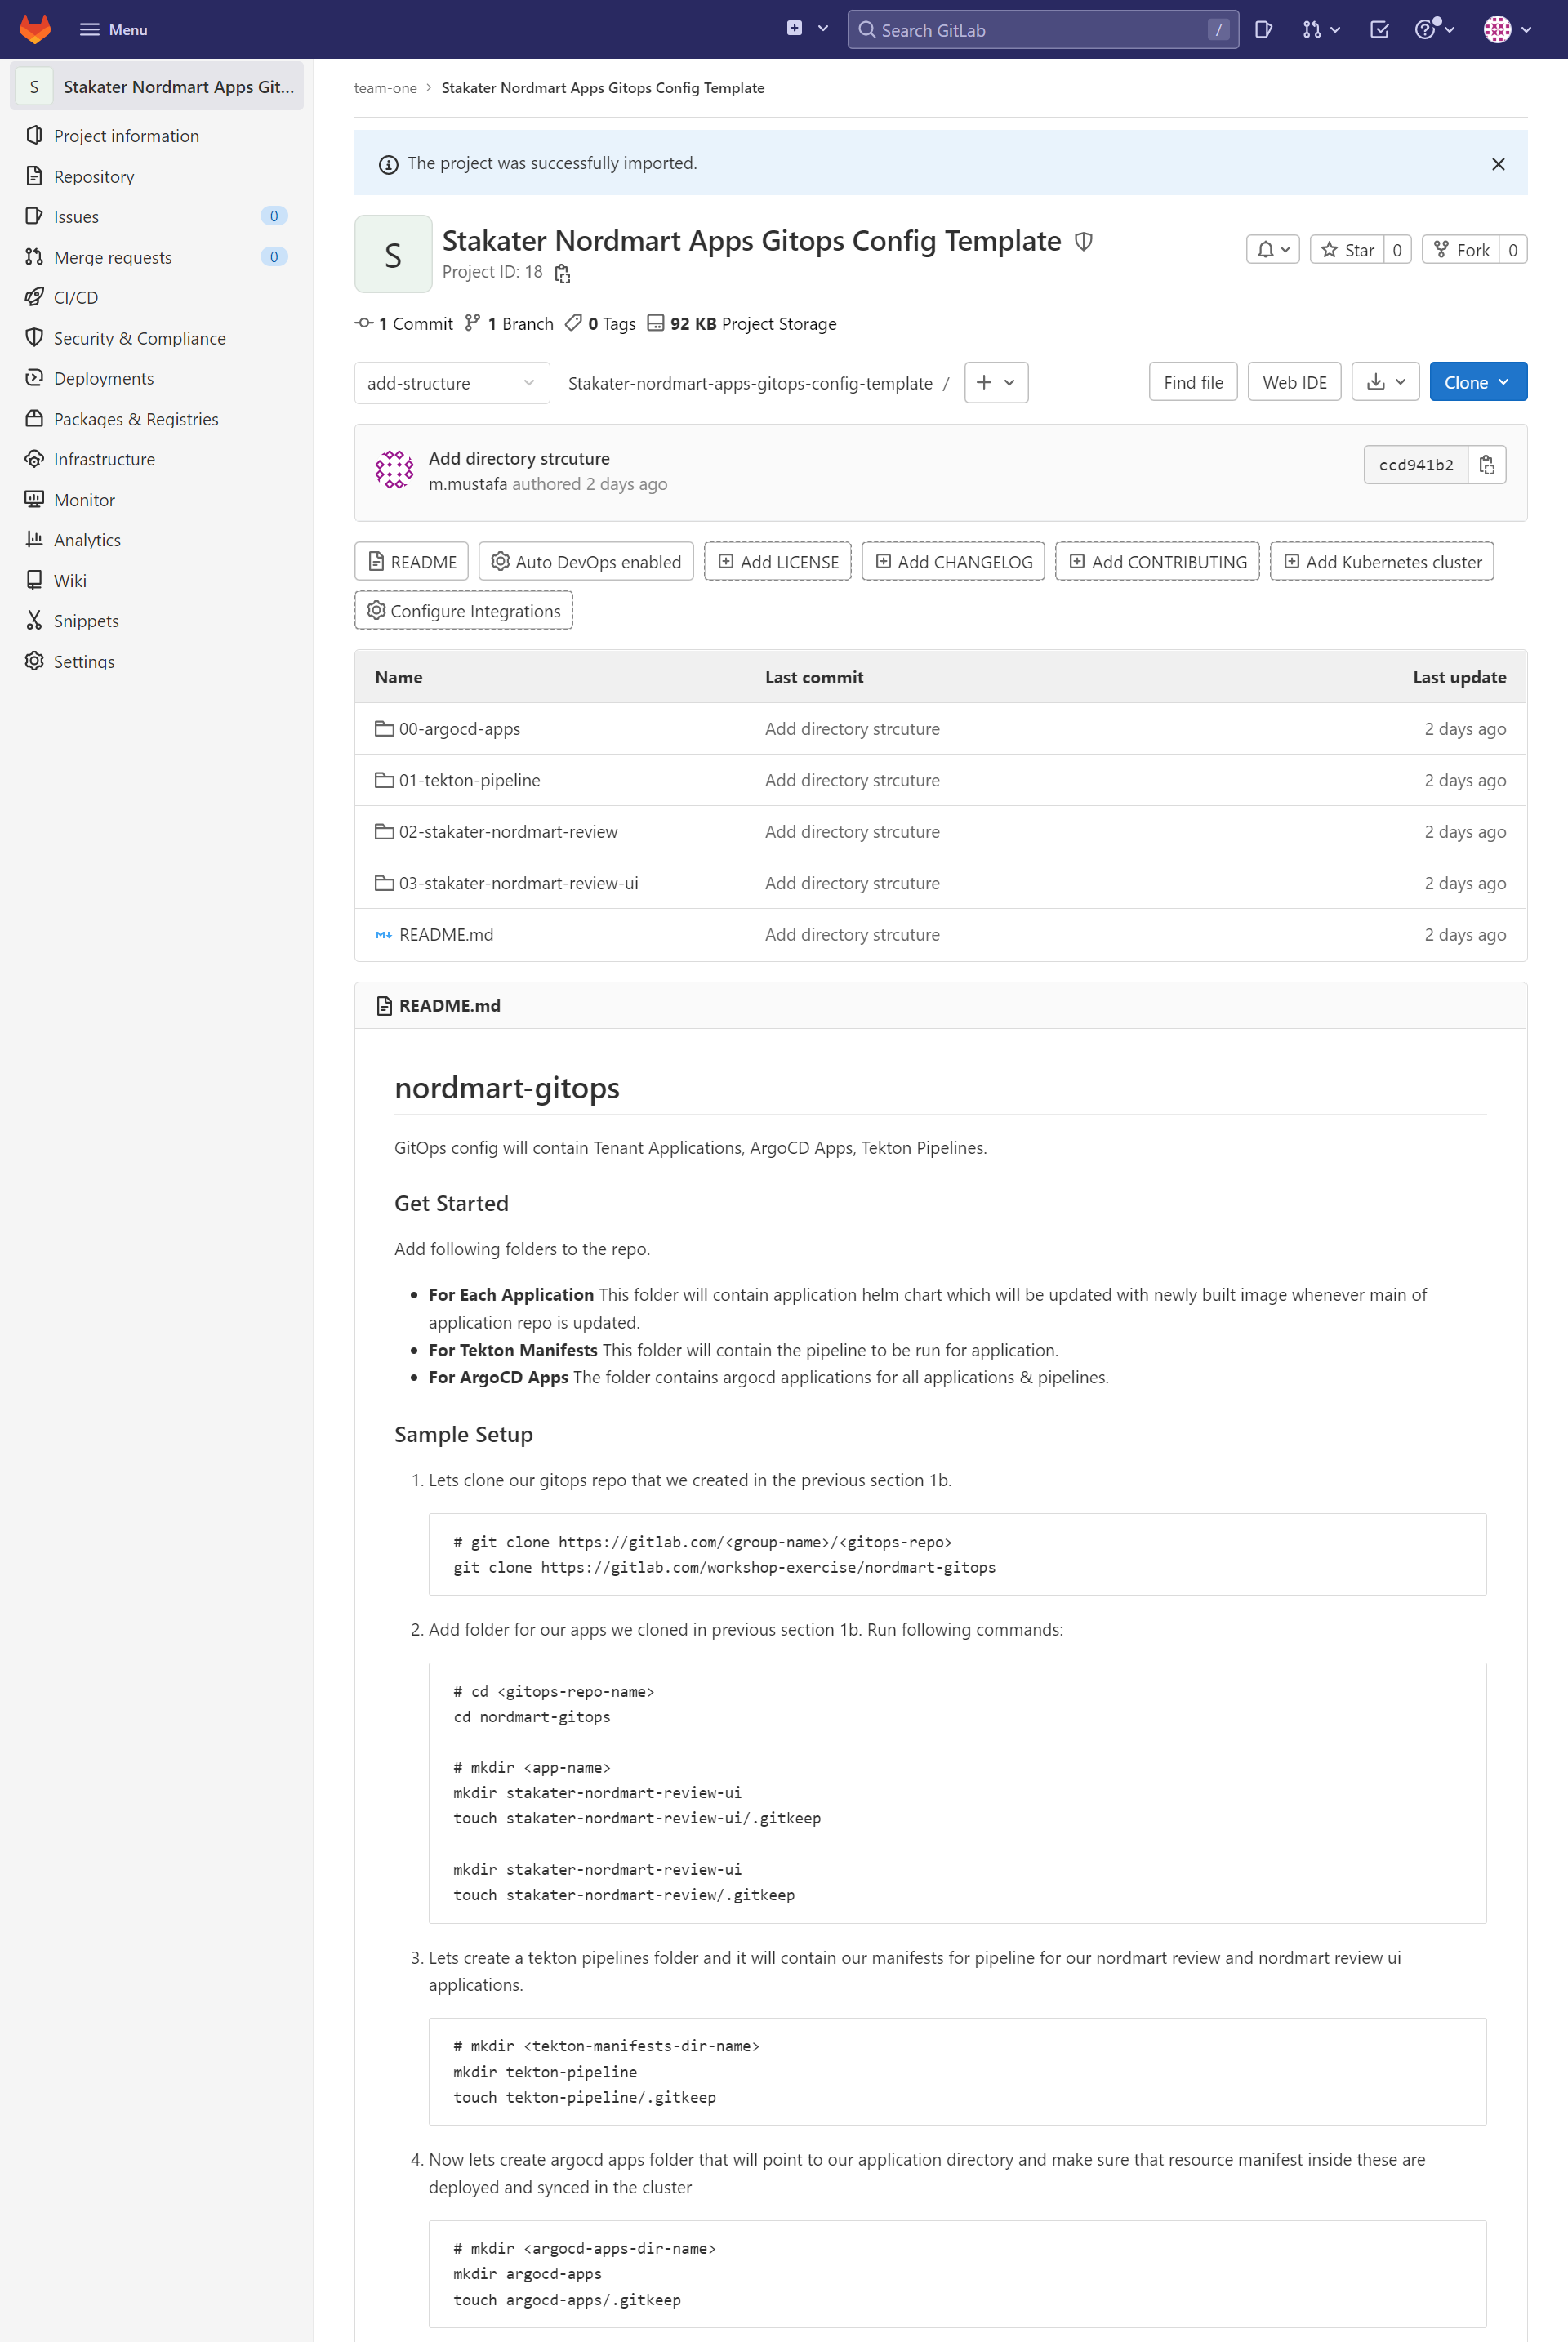 Menu
Search GitLab /
S Stakater Nordmart Apps Git...
Project information
Repository
Issues 0
Merge requests 0
CI/CD
Security & Compliance
Deployments
Packages & Registries
Infrastructure
Monitor
Analytics
Wiki
Snippets
Settings
team-one > Stakater Nordmart Apps Gitops Config Template
The project was successfully imported.
S
Stakater Nordmart Apps Gitops Config Template
Project ID: 18
Star 0 Fork 0
1 Commit 1 Branch 0 Tags 92 KB Project Storage
add-structure Stakater-nordmart-apps-gitops-config-template / Find file Web IDE Clone
Add directory strcuture
m.mustafa authored 2 days ago
ccd941b2
README Auto DevOps enabled Add LICENSE Add CHANGELOG Add CONTRIBUTING Add Kubernetes cluster
Configure Integrations
Name Last commit Last update
00-argocd-apps Add directory strcuture 2 days ago
01-tekton-pipeline Add directory strcuture 2 days ago
02-stakater-nordmart-review Add directory strcuture 2 days ago
03-stakater-nordmart-review-ui Add directory strcuture 2 days ago
README.md Add directory strcuture 2 days ago
README.md
nordmart-gitops
GitOps config will contain Tenant Applications, ArgoCD Apps, Tekton Pipelines.
Get Started
Add following folders to the repo.
• For Each Application This folder will contain application helm chart which will be updated with newly built image whenever main of
application repo is updated.
• For Tekton Manifests This folder will contain the pipeline to be run for application.
• For ArgoCD Apps The folder contains argocd applications for all applications & pipelines.
Sample Setup
1. Lets clone our gitops repo that we created in the previous section 1b.
# git clone https://gitlab.com/<group-name>/<gitops-repo>
git clone https://gitlab.com/workshop-exercise/nordmart-gitops
2. Add folder for our apps we cloned in previous section 1b. Run following commands:
# cd <gitops-repo-name>
cd nordmart-gitops
# mkdir <app-name>
mkdir stakater-nordmart-review-ui
touch stakater-nordmart-review-ui/.gitkeep
mkdir stakater-nordmart-review-ui
touch stakater-nordmart-review/.gitkeep
3. Lets create a tekton pipelines folder and it will contain our manifests for pipeline for our nordmart review and nordmart review ui
applications.
# mkdir <tekton-manifests-dir-name>
mkdir tekton-pipeline
touch tekton-pipeline/.gitkeep
4. Now lets create argocd apps folder that will point to our application directory and make sure that resource manifest inside these are
deployed and synced in the cluster
# mkdir <argocd-apps-dir-name>
mkdir argocd-apps
touch argocd-apps/.gitkeep